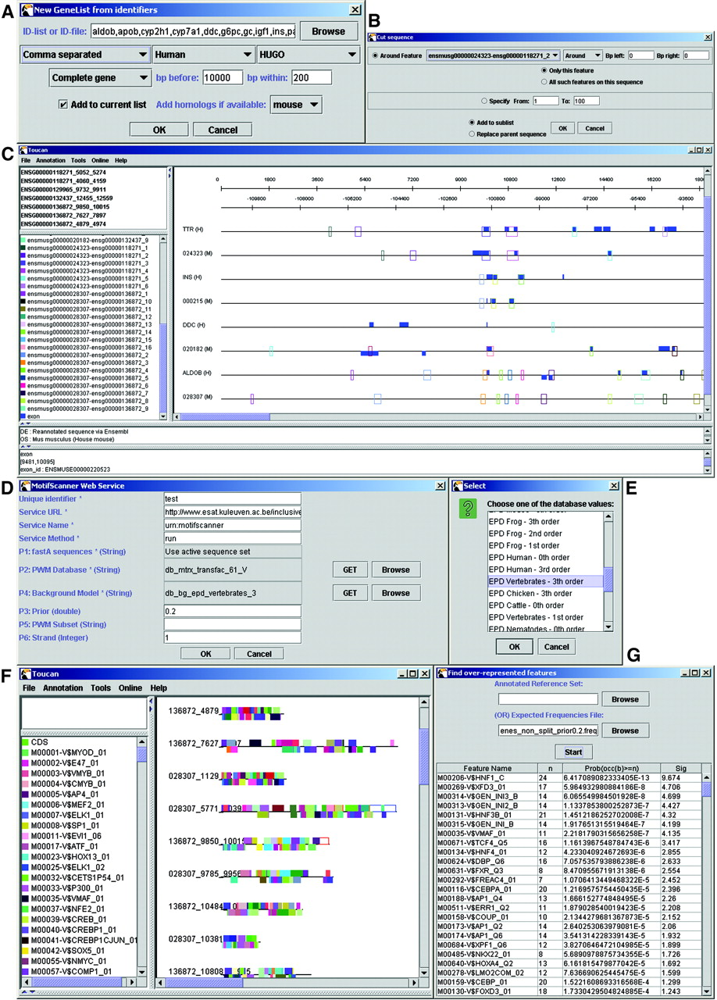 A
New GeneList from identifiers
ID-list or ID-file: aldob,apob,cyp2h1,cyp7a1,ddc,g6pc,gc,igf1,ins,pa Browse
Comma separated Human HUGO
Complete gene bp before: 10000 bp within: 200
Add to current list Add homologs if available: mouse
OK Cancel
B
Cut sequence
Around Feature ensmusg00000024323-ensg00000118271_2 Around Bp left: 0 Bp right: 0
Only this feature
All such features on this sequence
Specify From: 1 To: 100
Add to sublist
Replace parent sequence
OK Cancel
C
Toucan
File Annotation Tools Online Help
ENSG00000118271_5052_5274
ENSG00000118271_4060_4159
ENSG00000129965_9732_9911
ENSG00000132437_12455_12559
ENSG00000136872_9850_10015
ENSG00000136872_7627_7897
ENSG00000136872_4879_4974
ensmusg00000020182-ensg00000132437_9
ensmusg00000024323-ensg00000118271_1
ensmusg00000024323-ensg00000118271_2
ensmusg00000024323-ensg00000118271_3
ensmusg00000024323-ensg00000118271_4
ensmusg00000024323-ensg00000118271_5
ensmusg00000024323-ensg00000118271_6
ensmusg00000028307-ensg00000136872_1
ensmusg00000028307-ensg00000136872_10
ensmusg00000028307-ensg00000136872_11
ensmusg00000028307-ensg00000136872_12
ensmusg00000028307-ensg00000136872_13
ensmusg00000028307-ensg00000136872_14
ensmusg00000028307-ensg00000136872_15
ensmusg00000028307-ensg00000136872_16
ensmusg00000028307-ensg00000136872_2
ensmusg00000028307-ensg00000136872_3
ensmusg00000028307-ensg00000136872_4
ensmusg00000028307-ensg00000136872_5
ensmusg00000028307-ensg00000136872_6
ensmusg00000028307-ensg00000136872_7
ensmusg00000028307-ensg00000136872_8
ensmusg00000028307-ensg00000136872_9
exon
0 1800 3600 5400 7200 9000 10800 12600 14400 16200 1800
-109800 -108000 -106200 -104400 -102600 -100800 -99000 -97200 -95400 -93600
TTR (H)
024323 (M)
INS (H)
000215 (M)
DDC (H)
020182 (M)
ALDOB (H)
028307 (M)
DE : Reannotated sequence via Ensembl
OS : Mus musculus (House mouse)
exon
[9481,10095]
exon_id : ENSMUSE00000220523
D
MotifScanner Web Service
Unique identifier * test
Service URL * http://www.esat.kuleuven.ac.be/inclusive
Service Name * urn:motifscanner
Service Method * run
P1: fastA sequences * (String) Use active sequence set
P2: PWM Database * (String) db_mtrx_transfac_61_V GET Browse
P4: Background Model * (String) db_bg_epd_vertebrates_3 GET Browse
P3: Prior (double) 0.2
P5: PWM Subset (String)
P6: Strand (Integer) 1
OK Cancel
E
Select
Choose one of the database values:
EPD Frog - 3th order
EPD Frog - 2nd order
EPD Frog - 1st order
EPD Human - 0th order
EPD Human - 3rd order
EPD Vertebrates - 3th order
EPD Chicken - 3th order
EPD Cattle - 0th order
EPD Vertebrates - 1st order
EPD Nematodes - 0th order
OK Cancel
F
Toucan
File Annotation Tools Online Help
CDS
M00001-V$MYOD_01
M00002-V$E47_01
M00003-V$VMYB_01
M00004-V$CMYB_01
M00005-V$AP4_01
M00006-V$MEF2_01
M00007-V$ELK1_01
M00008-V$SP1_01
M00011-V$EVI1_06
M00017-V$ATF_01
M00023-V$HOX13_01
M00025-V$ELK1_02
M00032-V$CETS1P54_01
M00033-V$P300_01
M00035-V$VMAF_01
M00037-V$NFE2_01
M00039-V$CREB_01
M00040-V$CREBP1_01
M00041-V$CREBP1CJUN_01
M00042-V$SOX5_01
M00055-V$NMYC_01
M00057-V$COMP1_01
136872_4879
136872_7627
028307_1129
028307_5771
136872_9850_1001
028307_9785_9956
136872_10484
028307_10381
136872_10808
G
Find over-represented features
Annotated Reference Set:
Browse
(OR) Expected Frequencies File:
enes_non_split_prior0.2.freq Browse
Start
Feature Name n Prob(occ(b)>=n) Sig
M00206-V$HNF1_C 24 6.417089082333405E-13 9.674
M00269-V$XFD3_01 17 5.964932980884186E-8 4.706
M00314-V$GEN_INI3_B 14 6.065549984501928E-8 4.699
M00313-V$GEN_INI2_B 14 1.1337853800252873E-7 4.427
M00131-V$HNF3B_01 21 1.4512186252702008E-7 4.32
M00315-V$GEN_INI_B 14 1.917651315519464E-7 4.199
M00035-V$VMAF_01 11 2.2181790315656258E-7 4.135
M00671-V$TCF4_Q5 16 1.1613967548784743E-6 3.417
M00134-V$HNF4_01 12 4.233040924672693E-6 2.855
M00624-V$DBP_Q6 16 7.057535793886238E-6 2.633
M00631-V$FXR_Q3 8 8.470955671913138E-6 2.554
M00292-V$FREAC4_01 7 1.0706413449468322E-5 2.452
M00116-V$CEBPA_01 20 1.2169575754450435E-5 2.396
M00188-V$AP1_Q4 13 1.666152774848495E-5 2.26
M00511-V$ERR1_Q2 11 1.879028540019423E-5 2.208
M00158-V$COUP_01 10 2.1344279681367873E-5 2.152
M00173-V$AP1_Q2 14 2.640253063979081E-5 2.06
M00174-V$AP1_Q6 14 3.541314228339143E-5 1.932
M00684-V$XPF1_Q6 12 3.8270646472104985E-5 1.899
M00485-V$NKX22_01 8 5.689097887573435​5E-5 1.726
M00640-V$HOXA4_Q2 13 6.161815479877042E-5 1.692
M00278-V$LMO2COM_02 12 7.636690625445475E-5 1.599
M00159-V$CEBP_01 20 1.5221608693316568E-4 1.299
M00130-V$FOXD3_01 18 1.7330429504824885E-4 1.243